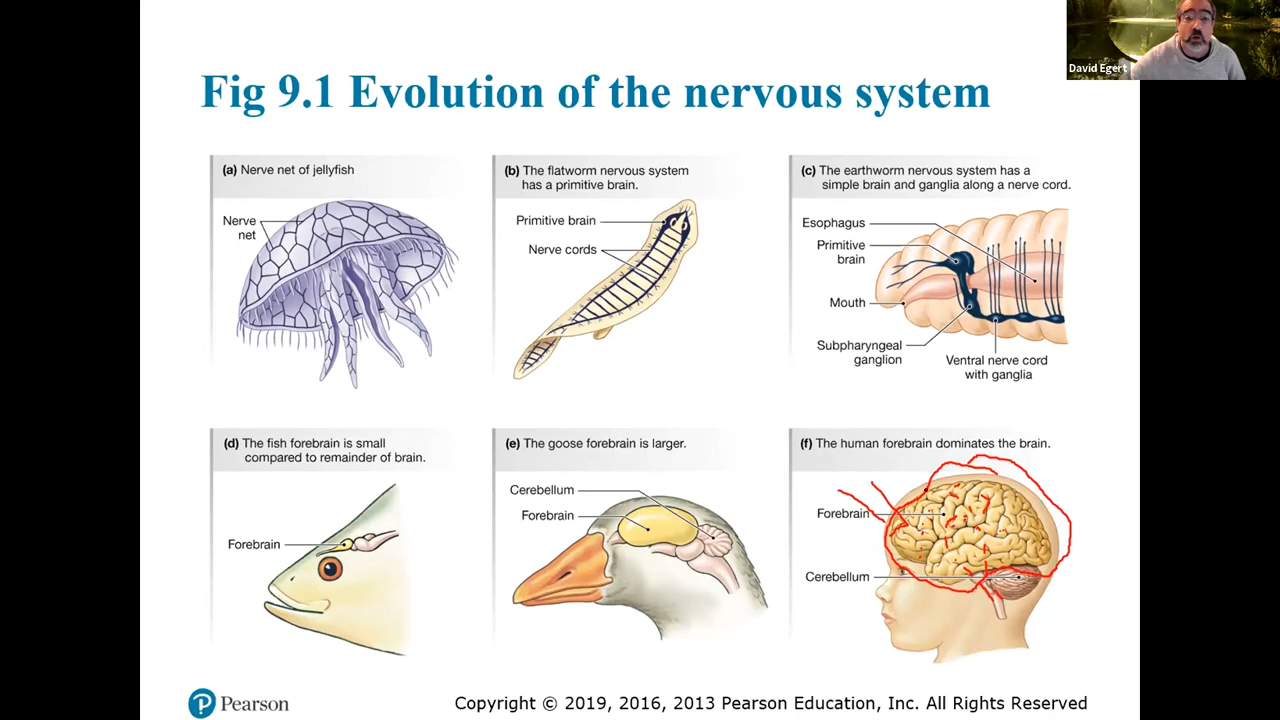 David Egert
Fig 9.1 Evolution of the nervous system
(a) Nerve net of jellyfish
Nerve
net
(b) The flatworm nervous system
has a primitive brain.
Primitive brain
Nerve cords
(c) The earthworm nervous system has a
simple brain and ganglia along a nerve cord.
Esophagus
Primitive
brain
Mouth
Subpharyngeal
ganglion
Ventral nerve cord
with ganglia
(d) The fish forebrain is small
compared to remainder of brain.
Forebrain
(e) The goose forebrain is larger.
Cerebellum
Forebrain
(f) The human forebrain dominates the brain.
Forebrain
Cerebellum
P Pearson
Copyright © 2019, 2016, 2013 Pearson Education, Inc. All Rights Reserved